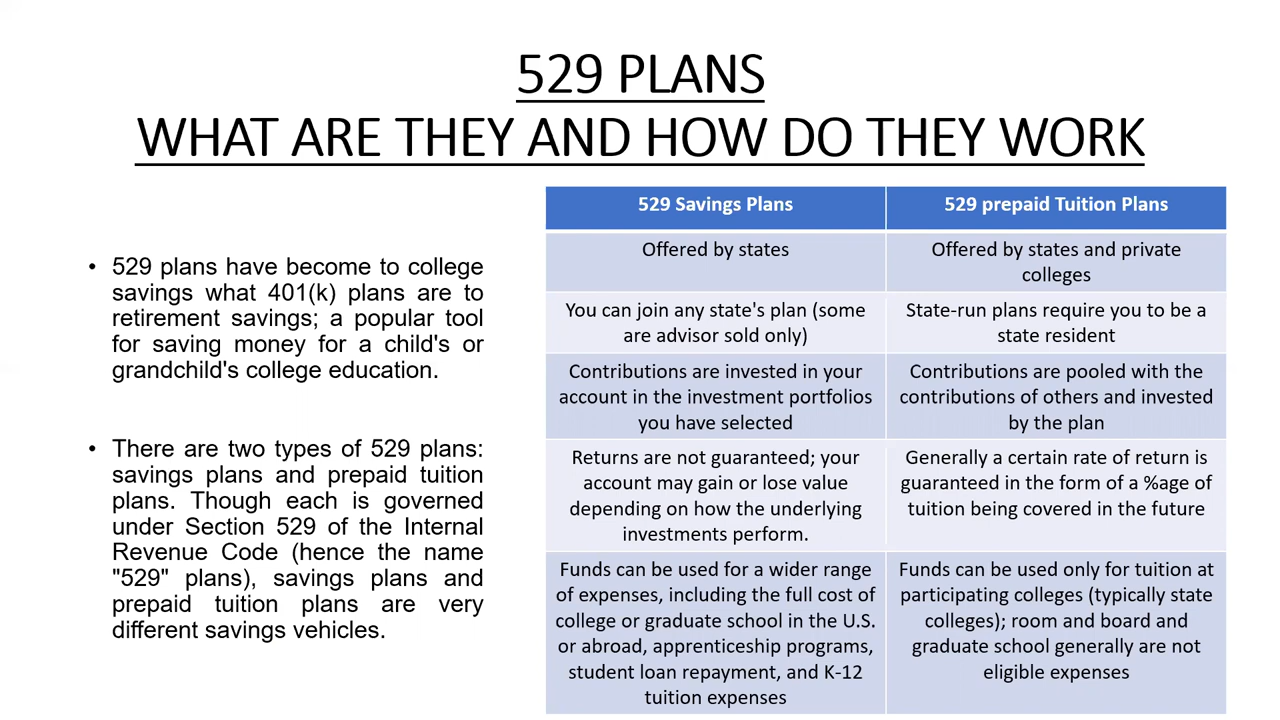 529 PLANS
WHAT ARE THEY AND HOW DO THEY WORK
• 529 plans have become to college
savings what 401(k) plans are to
retirement savings; a popular tool
for saving money for a child's or
grandchild's college education.
• There are two types of 529 plans:
savings plans and prepaid tuition
plans. Though each is governed
under Section 529 of the Internal
Revenue Code (hence the name
"529" plans), savings plans and
prepaid tuition plans are very
different savings vehicles.
529 Savings Plans
529 prepaid Tuition Plans
Offered by states
Offered by states and private
colleges
You can join any state's plan (some
are advisor sold only)
State-run plans require you to be a
state resident
Contributions are invested in your
account in the investment portfolios
you have selected
Contributions are pooled with the
contributions of others and invested
by the plan
Returns are not guaranteed; your
account may gain or lose value
depending on how the underlying
investments perform.
Generally a certain rate of return is
guaranteed in the form of a %age of
tuition being covered in the future
Funds can be used for a wider range
of expenses, including the full cost of
college or graduate school in the U.S.
or abroad, apprenticeship programs,
student loan repayment, and K-12
tuition expenses
Funds can be used only for tuition at
participating colleges (typically state
colleges); room and board and
graduate school generally are not
eligible expenses